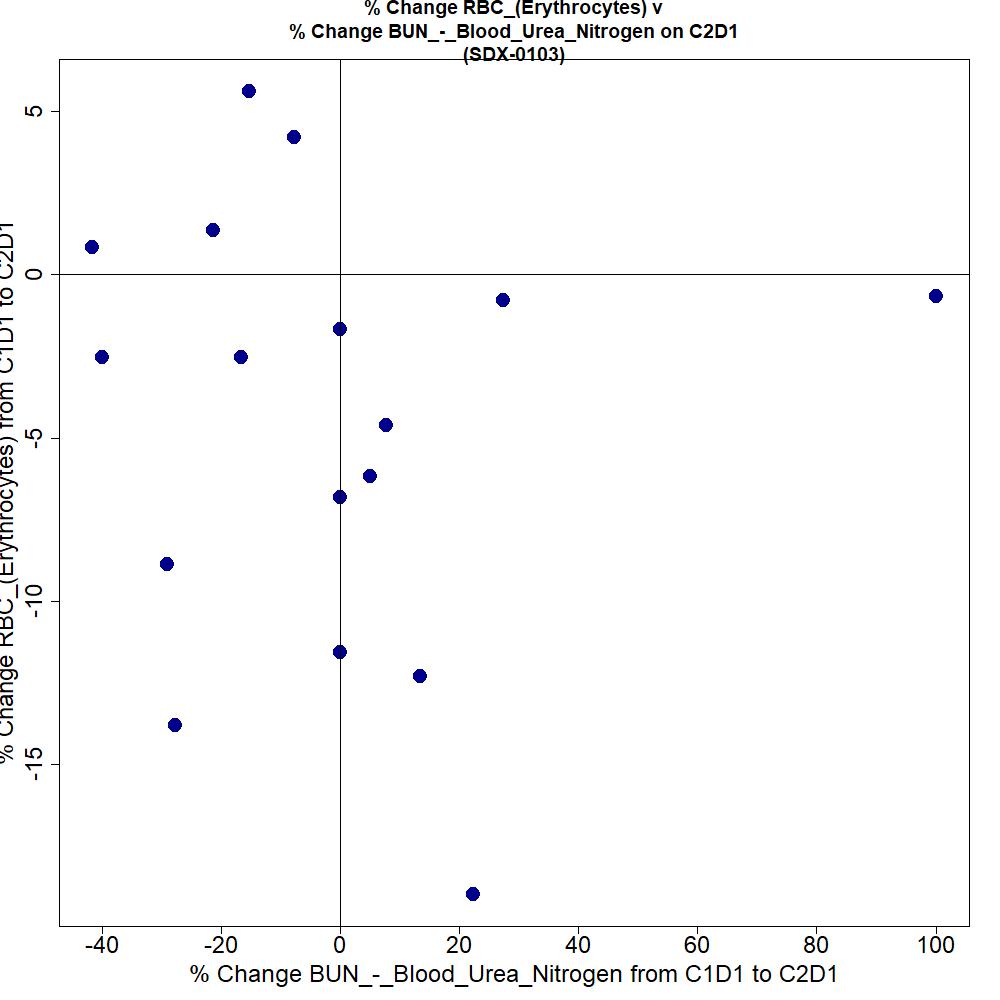 % Change RBC_(Erythrocytes) v
% Change BUN_-_Blood_Urea_Nitrogen on C2D1
(SDX-0103)
% Change RBC_(Erythrocytes) from C1D1 to C2D1
5
0
-5
-10
-15
-40 -20 0 20 40 60 80 100
% Change BUN_-_Blood_Urea_Nitrogen from C1D1 to C2D1